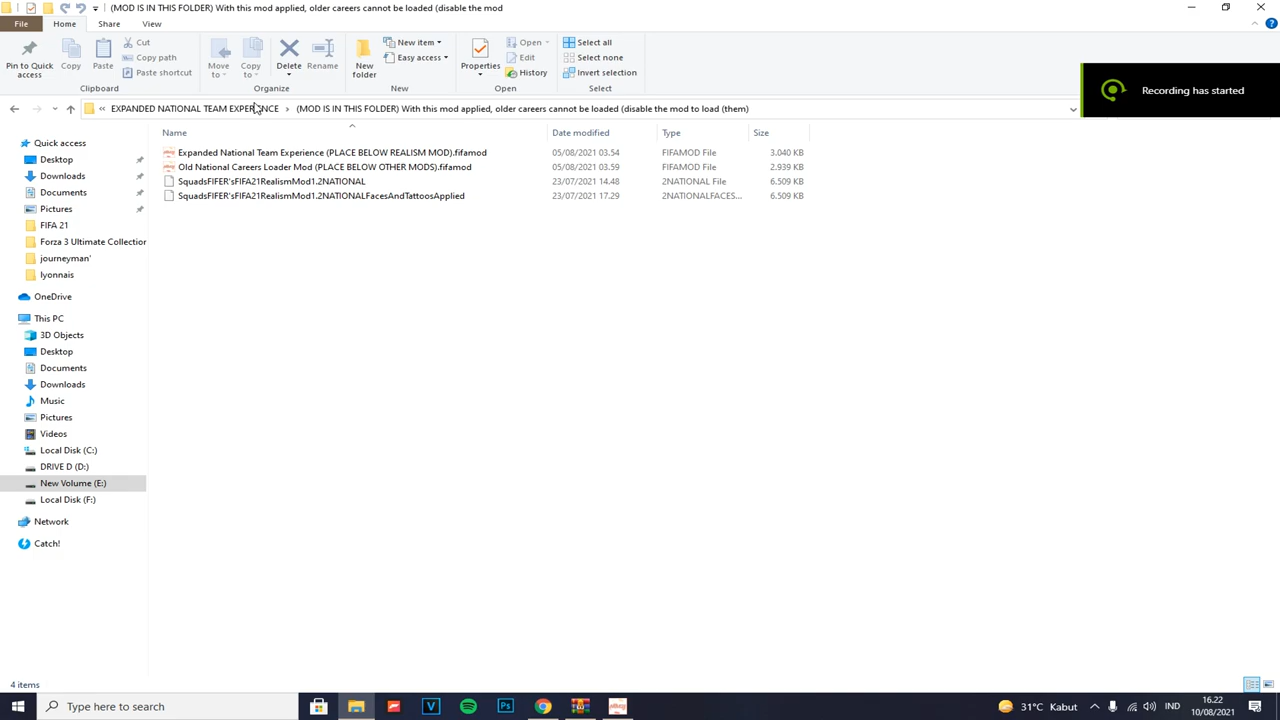 (MOD IS IN THIS FOLDER) With this mod applied, older careers cannot be loaded (disable the mod
File
Home
Share
View
Pin to Quick access
Copy
Paste
Cut
Copy path
Paste shortcut
Clipboard
Move to
Copy to
Delete
Rename
Organize
New folder
New item
Easy access
New
Properties
Open
Edit
History
Open
Select all
Select none
Invert selection
Select
Recording has started
« EXPANDED NATIONAL TEAM EXPERIENCE › (MOD IS IN THIS FOLDER) With this mod applied, older careers cannot be loaded (disable the mod to load (them)
Name Date modified Type Size
Expanded National Team Experience (PLACE BELOW REALISM MOD).fifamod 05/08/2021 03.54 FIFAMOD File 3.040 KB
Old National Careers Loader Mod (PLACE BELOW OTHER MODS).fifamod 05/08/2021 03.59 FIFAMOD File 2.939 KB
SquadsFIFER'sFIFA21RealismMod1.2NATIONAL 23/07/2021 14.48 2NATIONAL File 6.509 KB
SquadsFIFER'sFIFA21RealismMod1.2NATIONALFacesAndTattoosApplied 23/07/2021 17.29 2NATIONALFACES... 6.509 KB
Quick access
Desktop
Downloads
Documents
Pictures
FIFA 21
Forza 3 Ultimate Collection
journeyman'
lyonnais
OneDrive
This PC
3D Objects
Desktop
Documents
Downloads
Music
Pictures
Videos
Local Disk (C:)
DRIVE D (D:)
New Volume (E:)
Local Disk (F:)
Network
Catch!
4 items
Type here to search
31°C Kabut
IND
16.22
10/08/2021